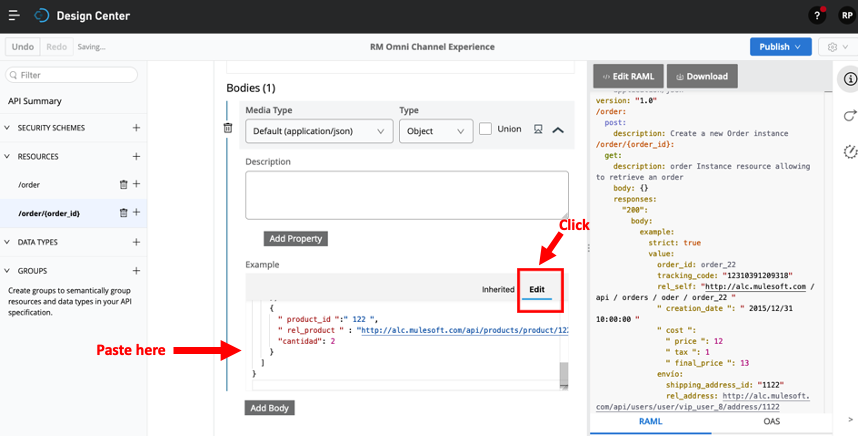 Design Center
?
RP
Undo
Redo
Saving...
RM Omni Channel Experience
Publish
Filter
API Summary
SECURITY SCHEMES
RESOURCES
/order
/order/{order_id}
DATA TYPES
GROUPS
Create groups to semantically group
resources and data types in your API
specification.
Bodies (1)
Media Type
Type
Default (application/json)
Object
Union
Description
Add Property
Click
Example
Inherited
Edit
{
" product_id ":" 122 ",
" rel_product " : "http://alc.mulesoft.com/api/products/product/122
"cantidad": 2
}
]
}
Paste here
Add Body
Edit RAML
Download
application/json
version: "1.0"
/order:
post:
description: Create a new Order instance
/order/{order_id}:
get:
description: order Instance resource allowing
to retrieve an order
body: {}
responses:
"200":
body:
example:
strict: true
value:
order_id: order_22
tracking_code: "12310391209318"
rel_self: "http://alc.mulesoft.com /
api / orders / oder / order_22 "
" creation_date ": " 2015/12/31
10:00:00 "
" cost ":
" price ": 12
" tax ": 1
" final_price ": 13
envio:
shipping_address_id: "1122"
rel_address: http://alc.mulesoft.
com/api/users/user/vip_user_8/address/1122
RAML
OAS
>